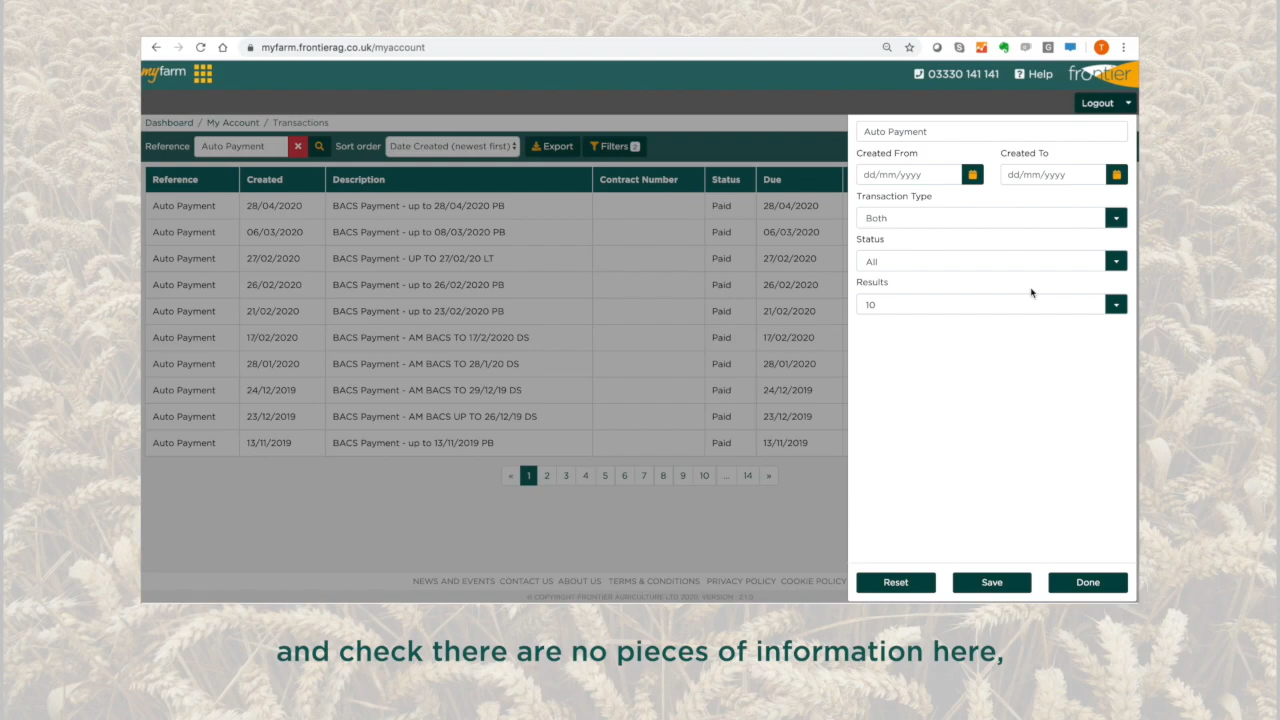 myfarm.frontierag.co.uk/myaccount
T
myfarm
03330 141 141
Help
frontier
Logout
Dashboard / My Account / Transactions
Reference Auto Payment Sort order Date Created (newest first) Export Filters 2
Reference Created Description Contract Number Status Due
Auto Payment 28/04/2020 BACS Payment - up to 28/04/2020 PB Paid 28/04/2020
Auto Payment 06/03/2020 BACS Payment - up to 08/03/2020 PB Paid 06/03/2020
Auto Payment 27/02/2020 BACS Payment - UP TO 27/02/20 LT Paid 27/02/2020
Auto Payment 26/02/2020 BACS Payment - up to 26/02/2020 PB Paid 26/02/2020
Auto Payment 21/02/2020 BACS Payment - up to 23/02/2020 PB Paid 21/02/2020
Auto Payment 17/02/2020 BACS Payment - AM BACS TO 17/2/2020 DS Paid 17/02/2020
Auto Payment 28/01/2020 BACS Payment - AM BACS TO 28/1/20 DS Paid 28/01/2020
Auto Payment 24/12/2019 BACS Payment - AM BACS TO 29/12/19 DS Paid 24/12/2019
Auto Payment 23/12/2019 BACS Payment - AM BACS UP TO 26/12/19 DS Paid 23/12/2019
Auto Payment 13/11/2019 BACS Payment - up to 13/11/2019 PB Paid 13/11/2019
« 1 2 3 4 5 6 7 8 9 10 ... 14 »
NEWS AND EVENTS CONTACT US ABOUT US TERMS & CONDITIONS PRIVACY POLICY COOKIE POLICY
© COPYRIGHT FRONTIER AGRICULTURE LTD 2020. VERSION : 2.1.0
Auto Payment
Created From Created To
dd/mm/yyyy dd/mm/yyyy
Transaction Type
Both
Status
All
Results
10
Reset Save Done
and check there are no pieces of information here,